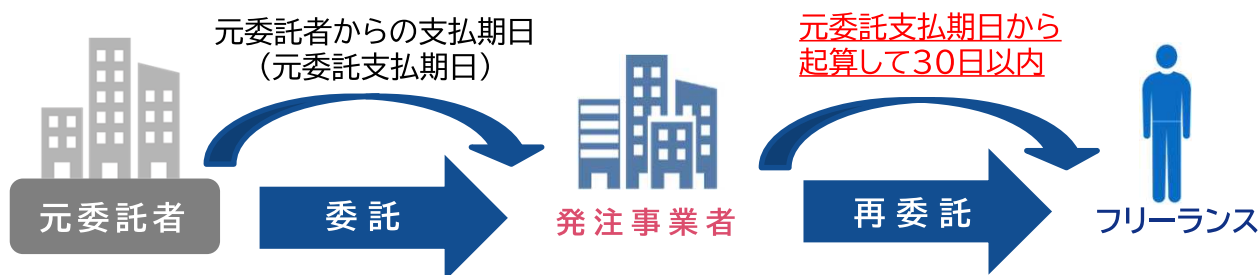 元委託者からの支払期日
（元委託支払期日）
元委託支払期日から
起算して30日以内
元委託者
委託
発注事業者
再委託
フリーランス